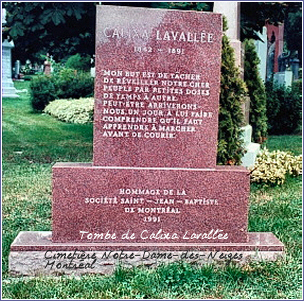 CALIXA LAVALLÉE
1842 - 1891
MON BUT EST DE TACHER
DE RÉVEILLER NOTRE CHER
PEUPLE PAR PETITES DOSES
DE TEMPS À AUTRE.
PEUT-ÊTRE ARRIVERONS-
NOUS, UN JOUR, À LUI FAIRE
COMPRENDRE QU'IL FAUT
APPRENDRE À MARCHER
AVANT DE COURIR.
HOMMAGE DE LA
SOCIÉTÉ SAINT-JEAN-BAPTISTE
DE MONTRÉAL
1991
Tombe de Calixa Lavallée
Cimetière Notre-Dame-des-Neiges
Montréal